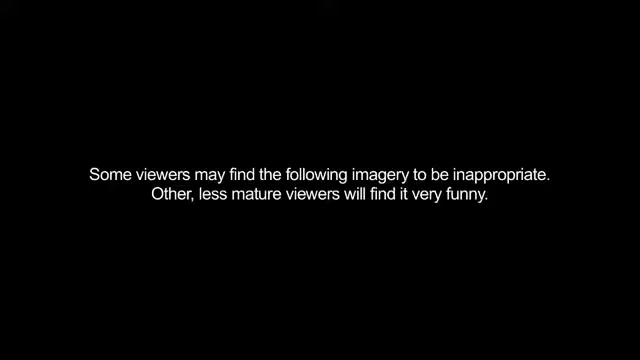 Some viewers may find the following imagery to be inappropriate.
Other, less mature viewers will find it very funny.